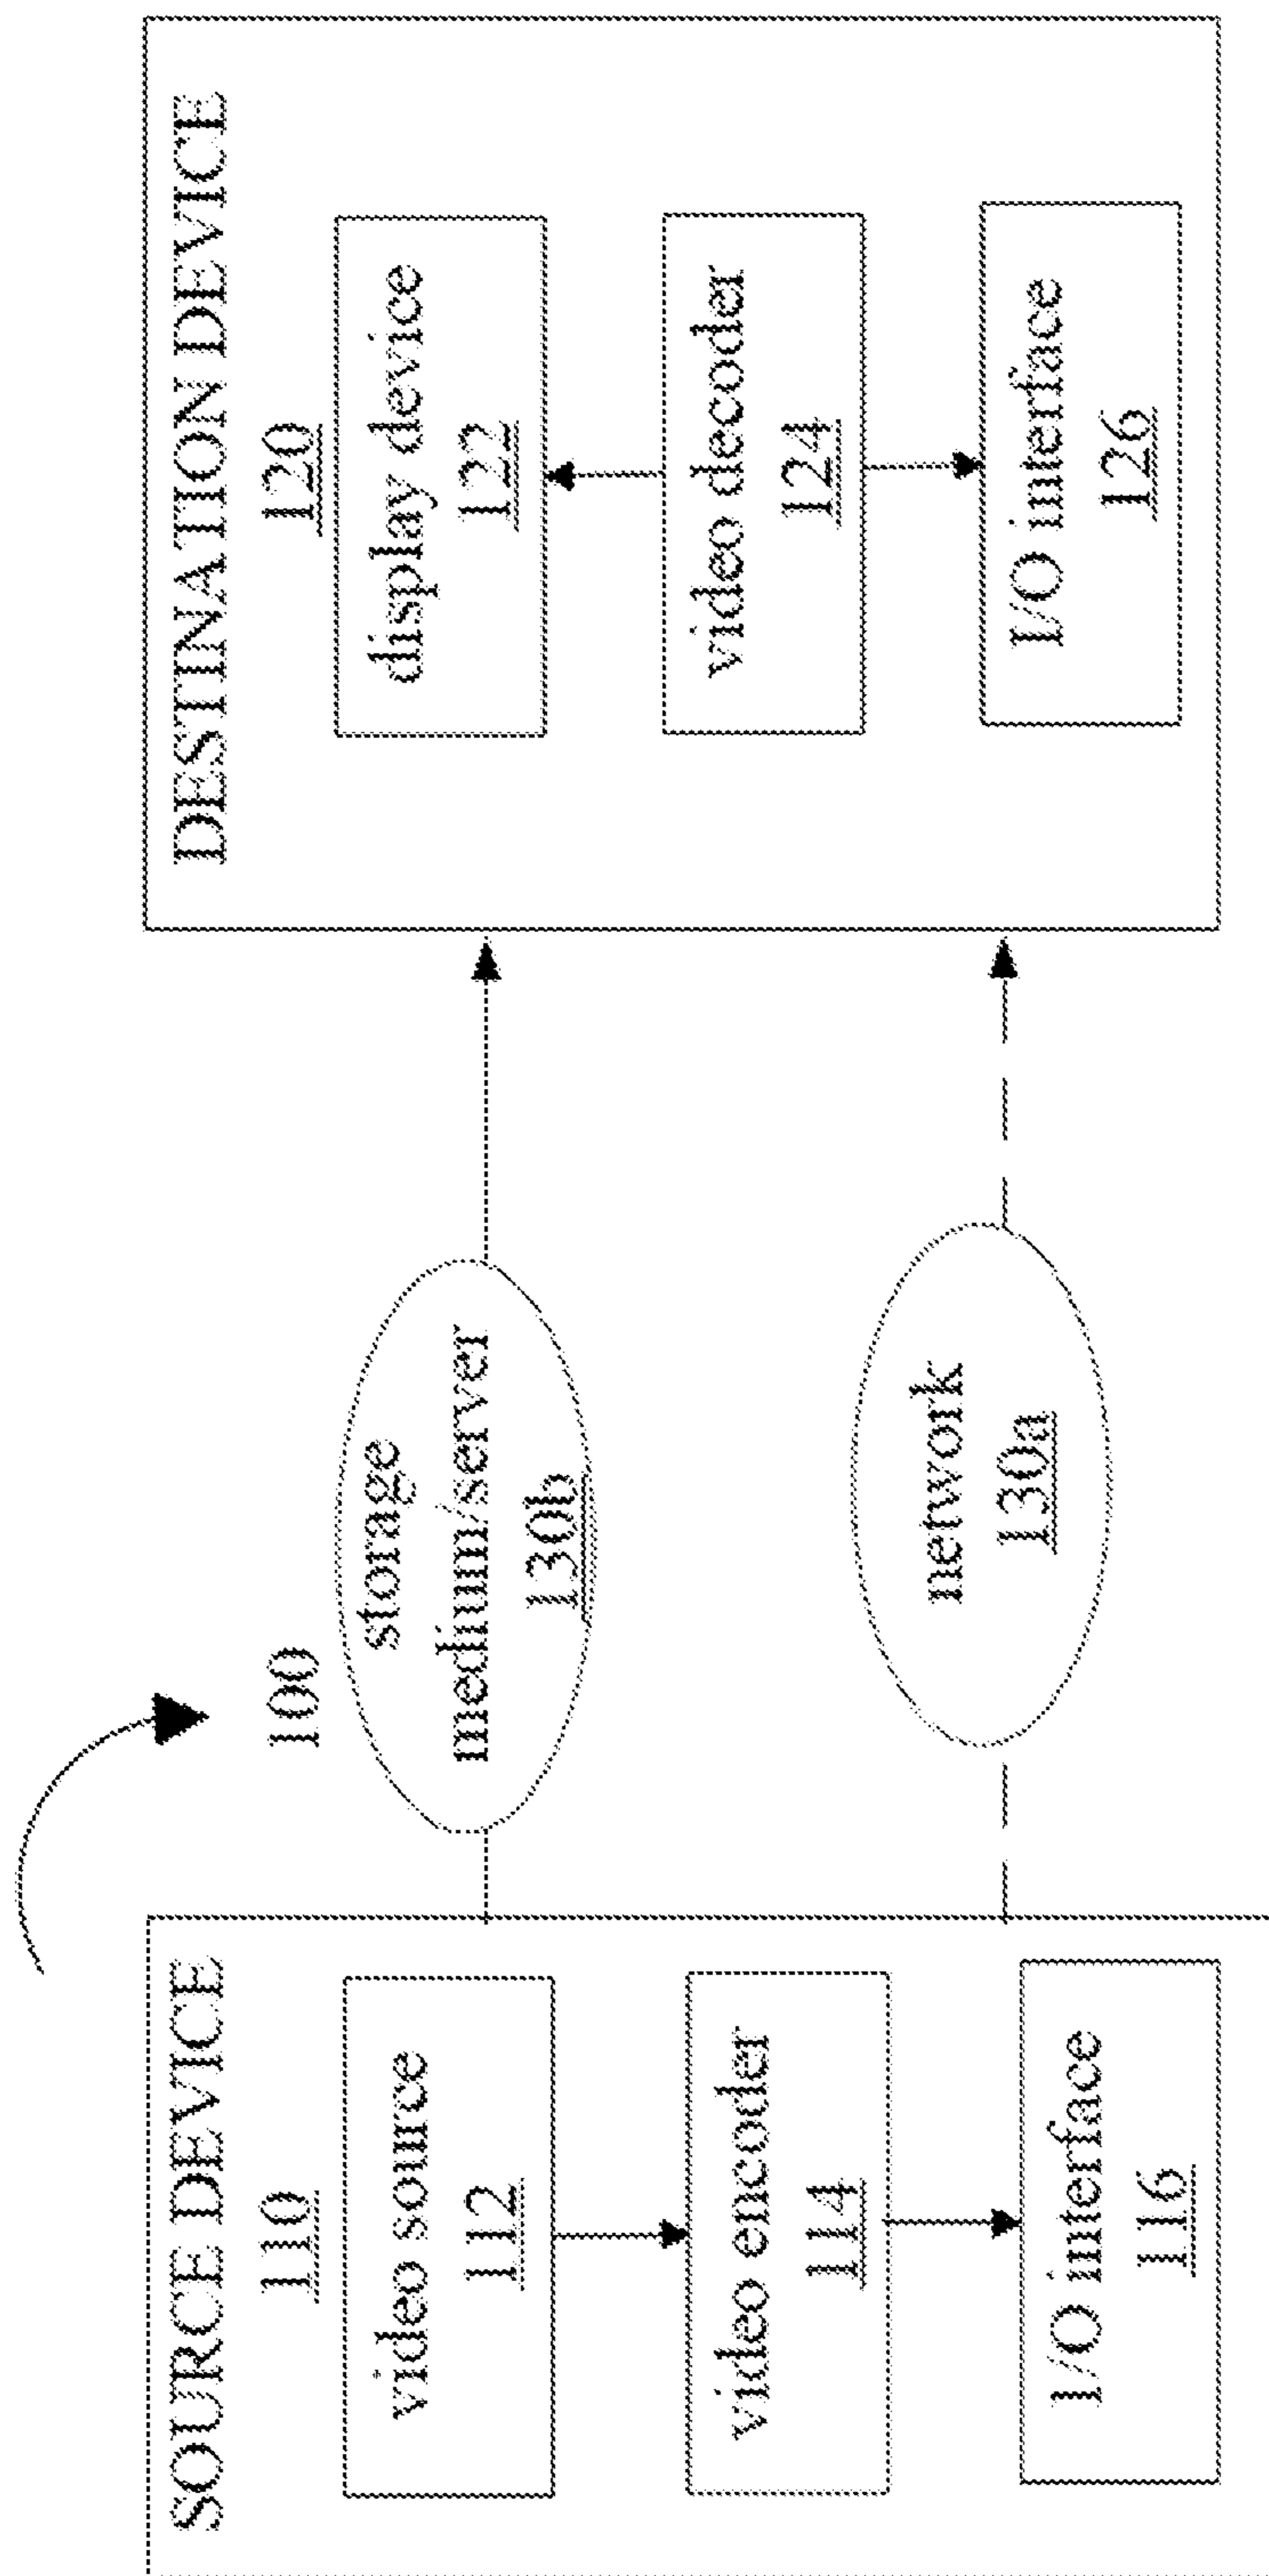 100
SOURCE DEVICE
110
video source
112
video encoder
114
I/O interface
116
storage
medium/server
130b
network
130a
DESTINATION DEVICE
120
display device
122
video decoder
124
I/O interface
126